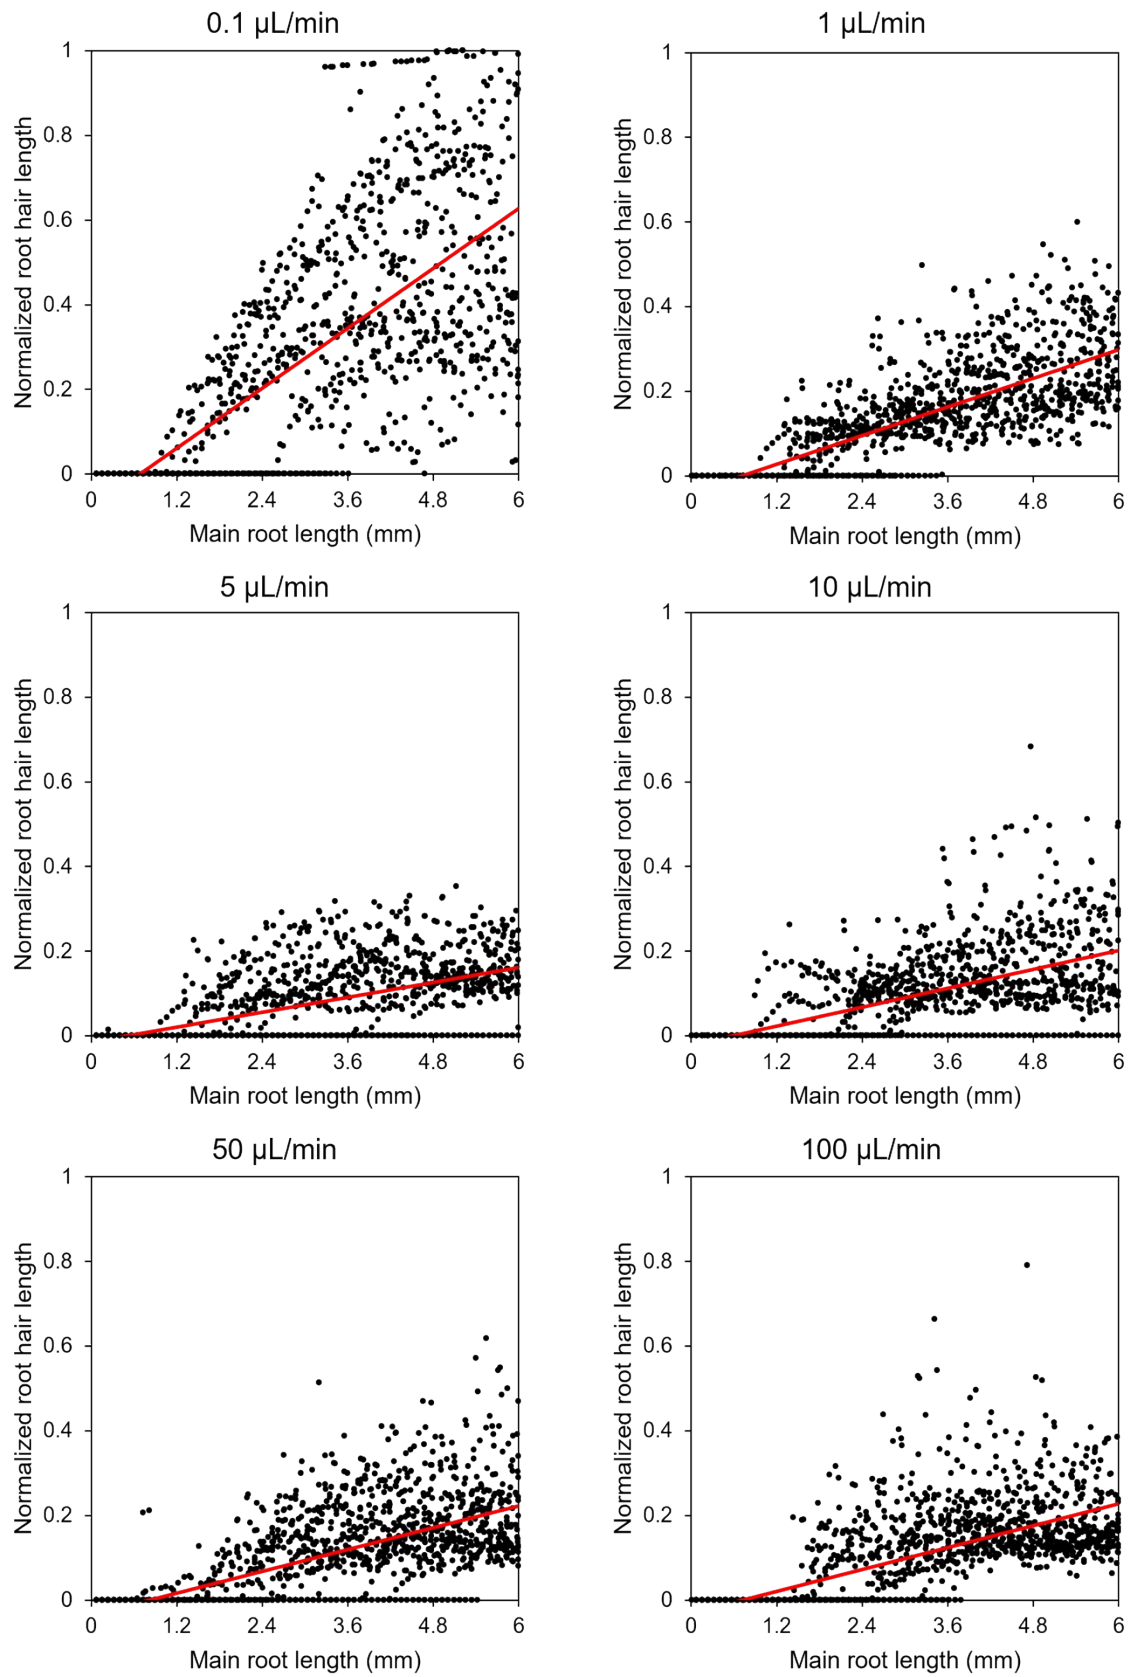 0.1 µL/min
Normalized root hair length
1
0.8
0.6
0.4
0.2
0
0 1.2 2.4 3.6 4.8 6
Main root length (mm)
1 µL/min
Normalized root hair length
1
0.8
0.6
0.4
0.2
0
0 1.2 2.4 3.6 4.8 6
Main root length (mm)
5 µL/min
Normalized root hair length
1
0.8
0.6
0.4
0.2
0
0 1.2 2.4 3.6 4.8 6
Main root length (mm)
10 µL/min
Normalized root hair length
1
0.8
0.6
0.4
0.2
0
0 1.2 2.4 3.6 4.8 6
Main root length (mm)
50 µL/min
Normalized root hair length
1
0.8
0.6
0.4
0.2
0
0 1.2 2.4 3.6 4.8 6
Main root length (mm)
100 µL/min
Normalized root hair length
1
0.8
0.6
0.4
0.2
0
0 1.2 2.4 3.6 4.8 6
Main root length (mm)